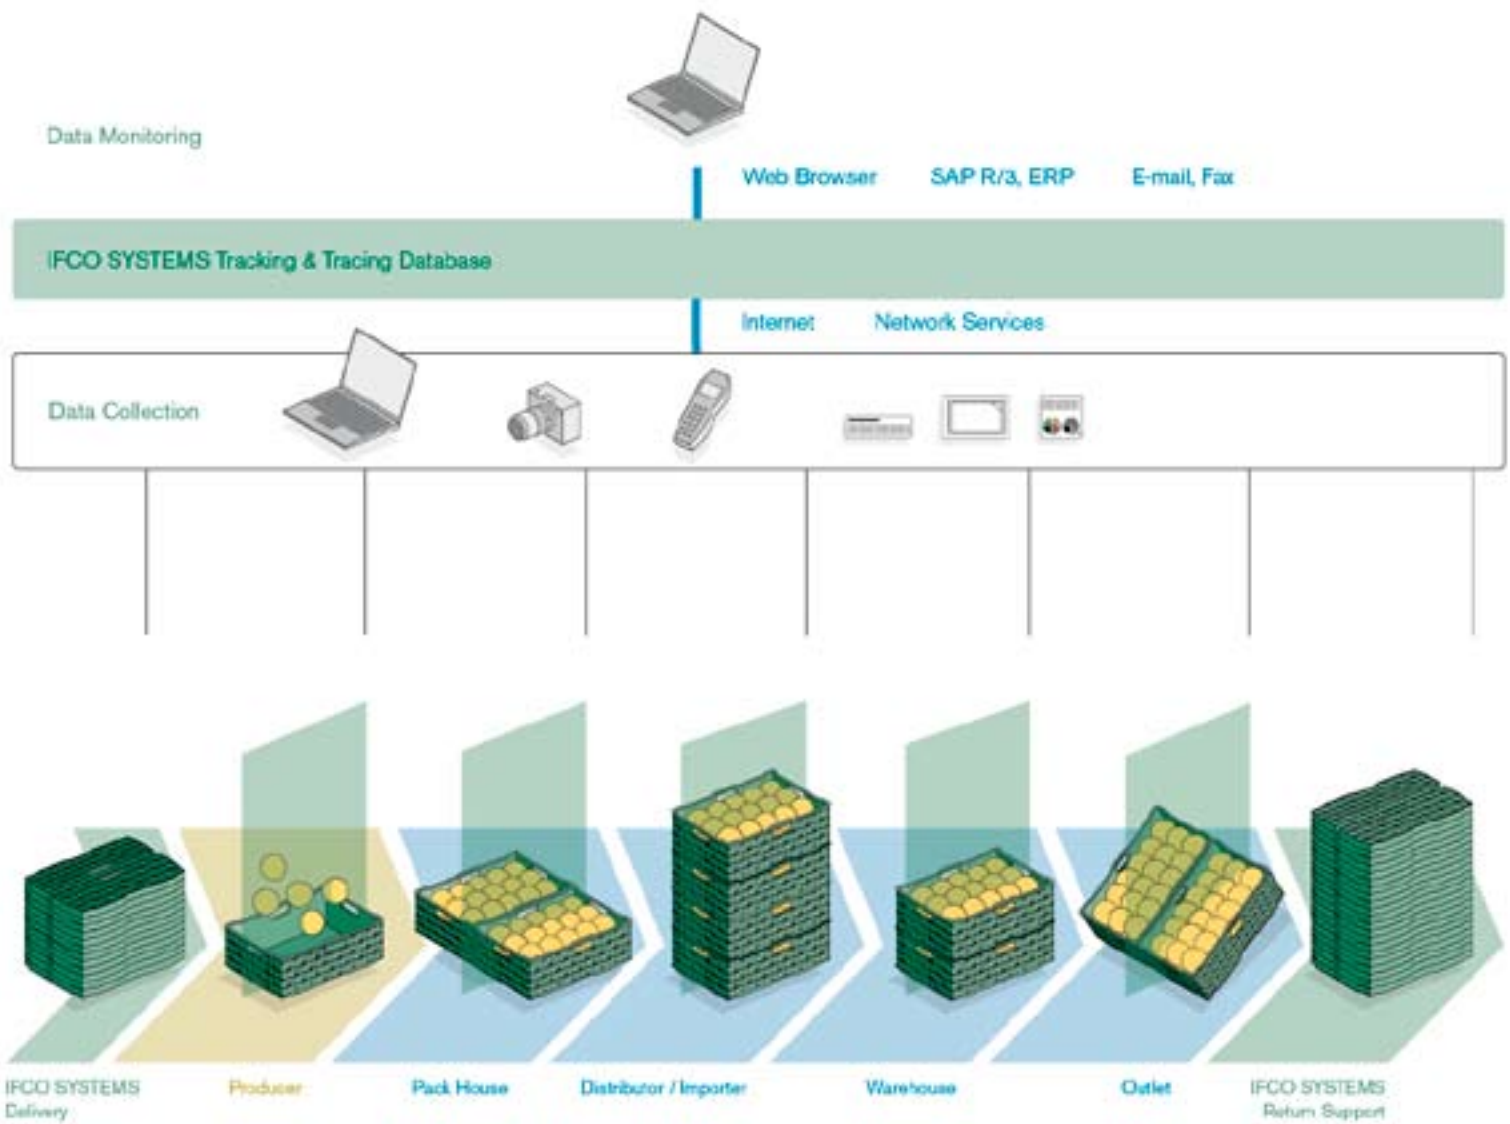 Data Monitoring
Web Browser SAP R/3, ERP E-mail, Fax
IFCO SYSTEMS Tracking & Tracing Database
Internet Network Services
Data Collection
IFCO SYSTEMS
Delivery
Producer
Pack House
Distributor / Importer
Warehouse
Outlet
IFCO SYSTEMS
Return Support